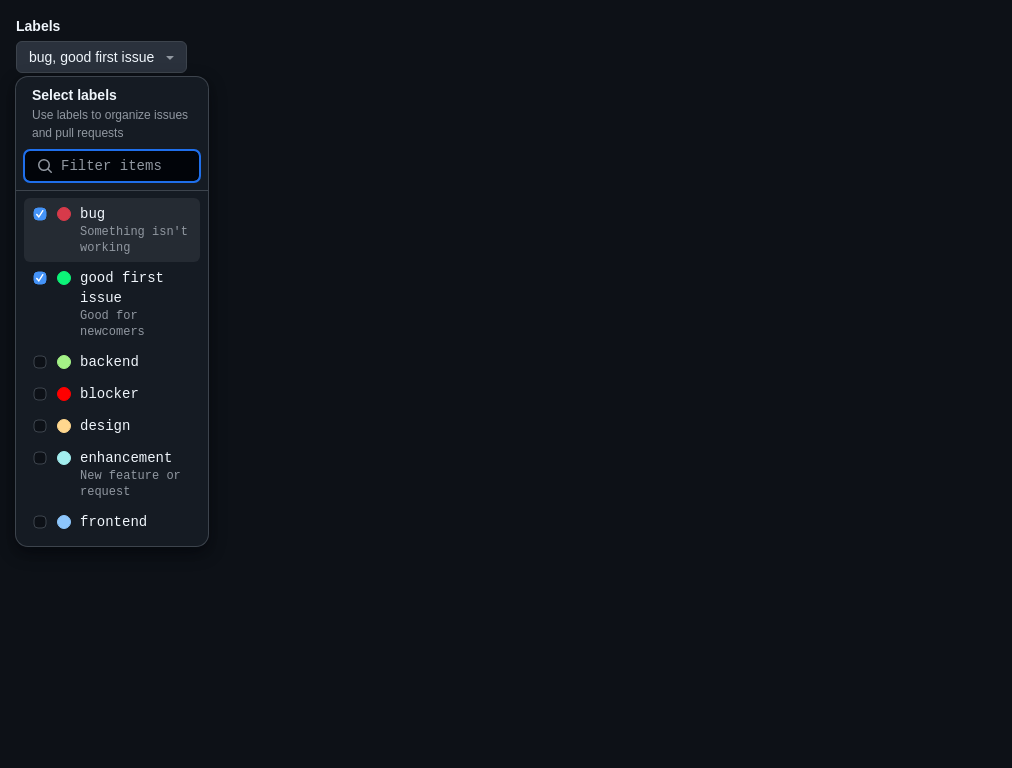 Labels
bug, good first issue
Select labels
Use labels to organize issues
and pull requests
Filter items
bug
Something isn't
working
good first
issue
Good for
newcomers
backend
blocker
design
enhancement
New feature or
request
frontend